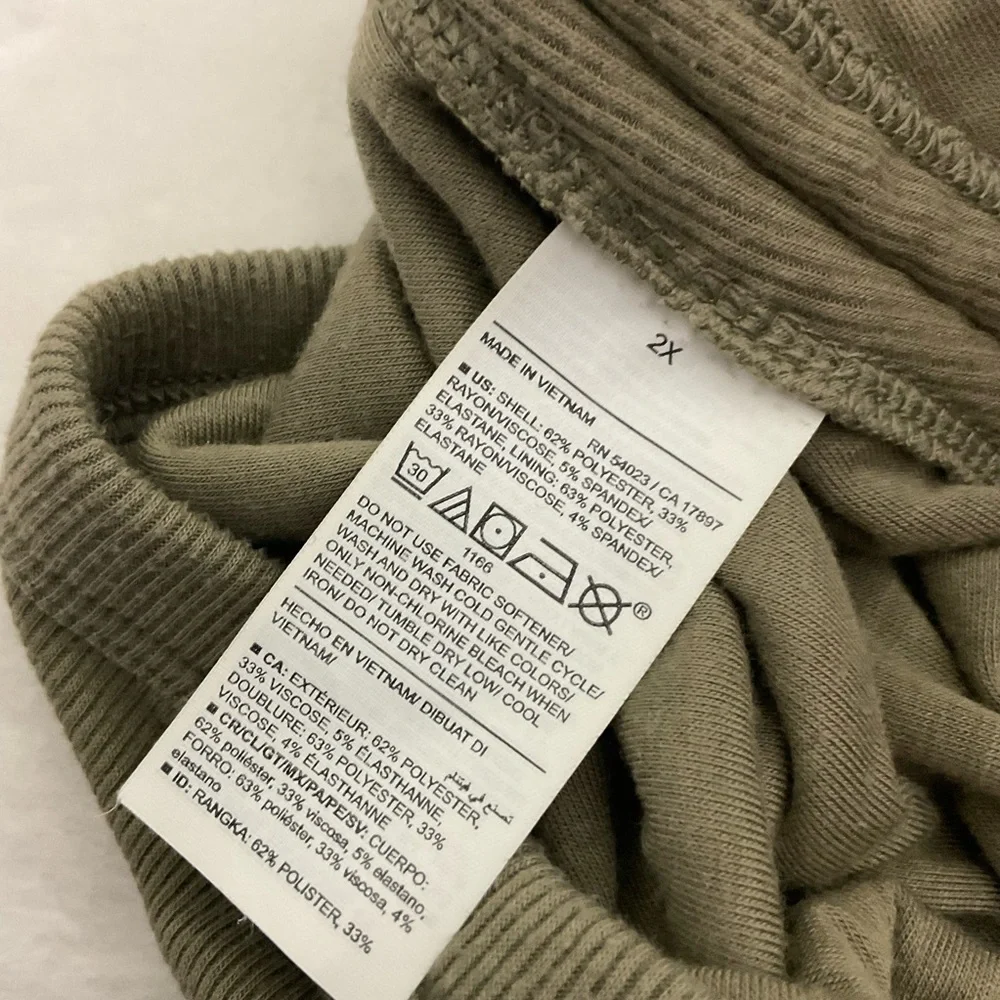 2X
MADE IN VIETNAM
RN 54023 / CA 17897
■ US: SHELL: 62% POLYESTER, 33%
RAYON/VISCOSE, 5% SPANDEX/
ELASTANE, LINING: 63% POLYESTER,
33% RAYON/VISCOSE, 4% SPANDEX/
ELASTANE
30
®
1166
DO NOT USE FABRIC SOFTENER/
MACHINE WASH COLD GENTLE CYCLE/
WASH AND DRY WITH LIKE COLORS/
ONLY NON-CHLORINE BLEACH WHEN
NEEDED/ TUMBLE DRY LOW/ COOL
IRON/ DO NOT DRY CLEAN
HECHO EN VIETNAM/ DIBUAT DI
VIETNAM/
تصنع في فيتنام
■ CA: EXTÉRIEUR: 62% POLYESTER,
33% VISCOSE, 5% ÉLASTHANNE,
DOUBLURE: 63% POLYESTER, 33%
VISCOSE, 4% ÉLASTHANNE
■ CR/CL/GT/MX/PA/PE/SV: CUERPO:
62% poliéster, 33% viscosa, 5% elastano,
FORRO: 63% poliéster, 33% viscosa, 4%
elastano
■ ID: RANGKA: 62% POLISTER, 33%